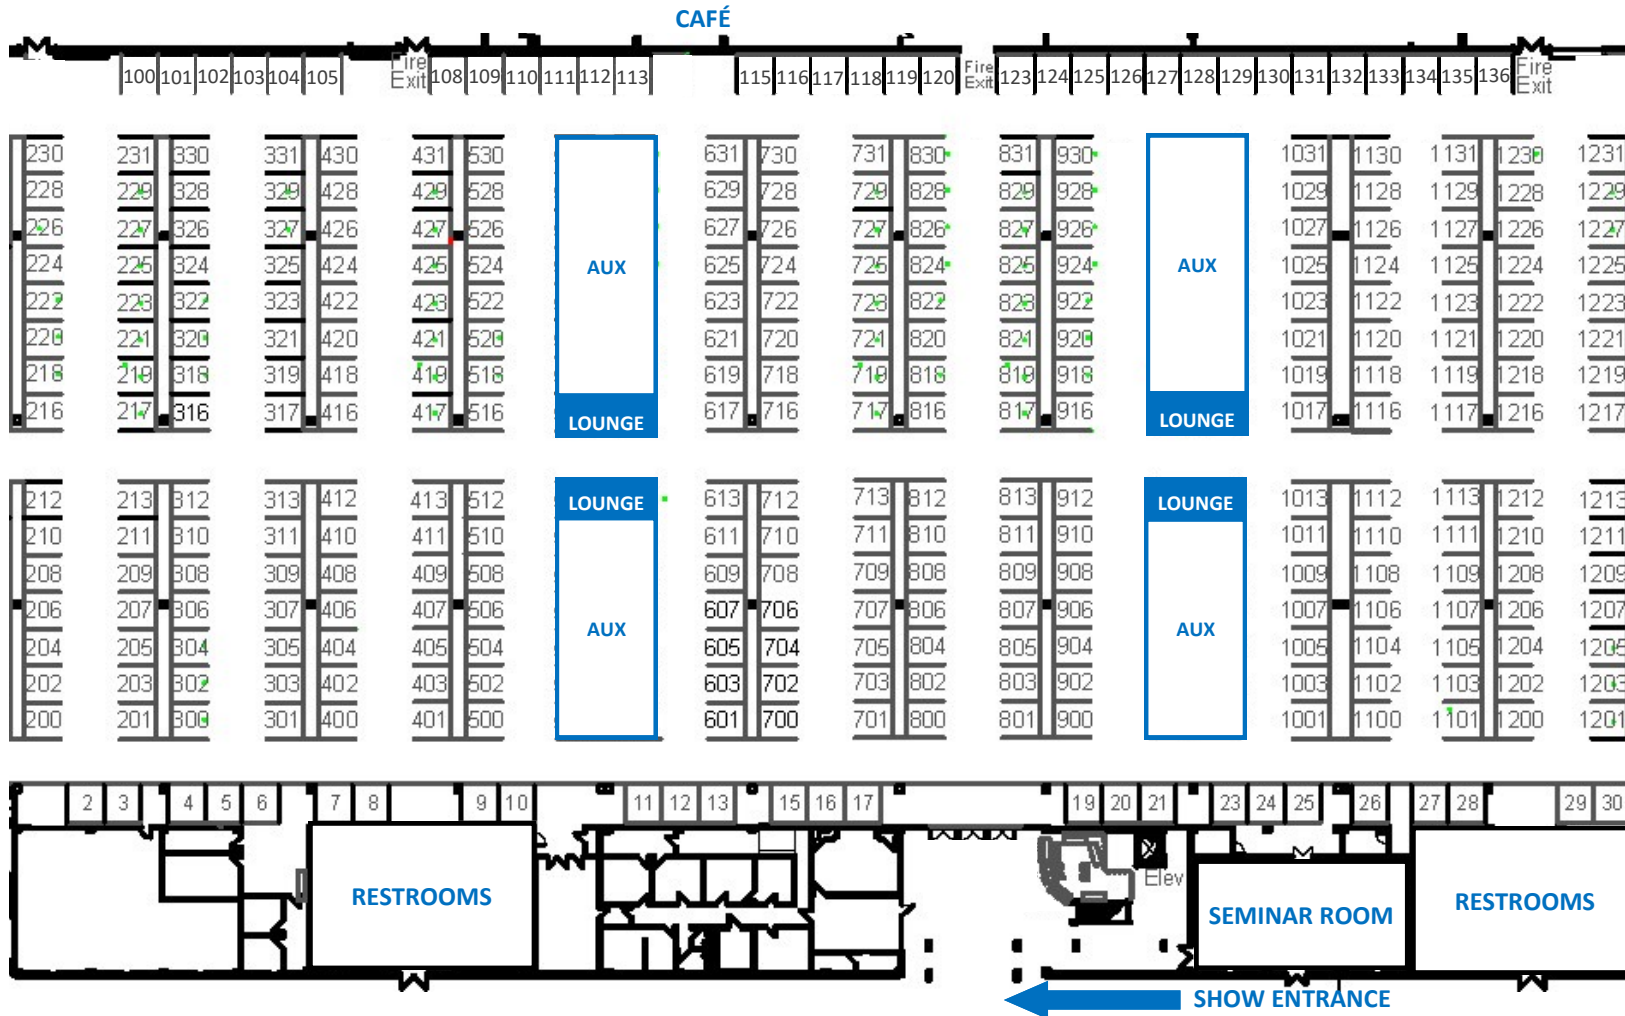 CAFÉ
Fire Exit Fire Exit Fire Exit
100 101 102 103 104 105 108 109 110 111 112 113 115 116 117 118 119 120 123 124 125 126 127 128 129 130 131 132 133 134 135 136
230 231 330 331 430 431 530 631 730 731 830 831 930 1031 1130 1131 1230 1231
228 229 328 329 428 429 528 629 728 729 828 829 928 1029 1128 1129 1228 1229
226 227 326 327 426 427 526 627 726 727 826 827 926 1027 1126 1127 1226 1227
224 225 324 325 424 425 524 AUX 625 724 725 824 825 924 AUX 1025 1124 1125 1224 1225
222 223 322 323 422 423 522 623 722 723 822 823 922 1023 1122 1123 1222 1223
220 221 320 321 420 421 520 621 720 721 820 821 920 1021 1120 1121 1220 1221
218 219 318 319 418 419 518 619 718 719 818 819 918 1019 1118 1119 1218 1219
216 217 316 317 416 417 516 LOUNGE 617 716 717 816 817 916 LOUNGE 1017 1116 1117 1216 1217
212 213 312 313 412 413 512 LOUNGE 613 712 713 812 813 912 LOUNGE 1013 1112 1113 1212 1213
210 211 310 311 410 411 510 611 710 711 810 811 910 1011 1110 1111 1210 1211
208 209 308 309 408 409 508 609 708 709 808 809 908 1009 1108 1109 1208 1209
206 207 306 307 406 407 506 AUX 607 706 707 806 807 906 AUX 1007 1106 1107 1206 1207
204 205 304 305 404 405 504 605 704 705 804 805 904 1005 1104 1105 1204 1205
202 203 302 303 402 403 502 603 702 703 802 803 902 1003 1102 1103 1202 1203
200 201 300 301 400 401 500 601 700 701 800 801 900 1001 1100 1101 1200 1201
2 3 4 5 6 7 8 9 10 11 12 13 15 16 17 19 20 21 23 24 25 26 27 28 29 30
Elev
RESTROOMS SEMINAR ROOM RESTROOMS
SHOW ENTRANCE